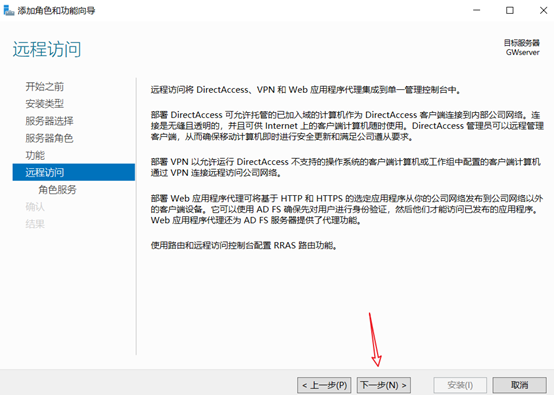 添加角色和功能向导
远程访问
目标服务器
GWserver
开始之前
安装类型
服务器选择
服务器角色
功能
远程访问
角色服务
确认
结果
远程访问将 DirectAccess、VPN 和 Web 应用程序代理集成到单一管理控制台中。
部署 DirectAccess 可允许托管的已加入域的计算机作为 DirectAccess 客户端连接到内部公司网络。连
接是无缝且透明的，并且可供 Internet 上的客户端计算机随时使用。DirectAccess 管理员可以远程管理
客户端，从而确保移动计算机即时进行安全更新和满足公司遵从要求。
部署 VPN 以允许运行 DirectAccess 不支持的操作系统的客户端计算机或工作组中配置的客户端计算机
通过 VPN 连接远程访问公司网络。
部署 Web 应用程序代理可将基于 HTTP 和 HTTPS 的选定应用程序从你的公司网络发布到公司网络以外
的客户端设备。它可以使用 AD FS 确保先对用户进行身份验证，然后他们才能访问已发布的应用程序。
Web 应用程序代理还为 AD FS 服务器提供了代理功能。
使用路由和远程访问控制台配置 RRAS 路由功能。
< 上一步(P)
下一步(N) >
安装(I)
取消